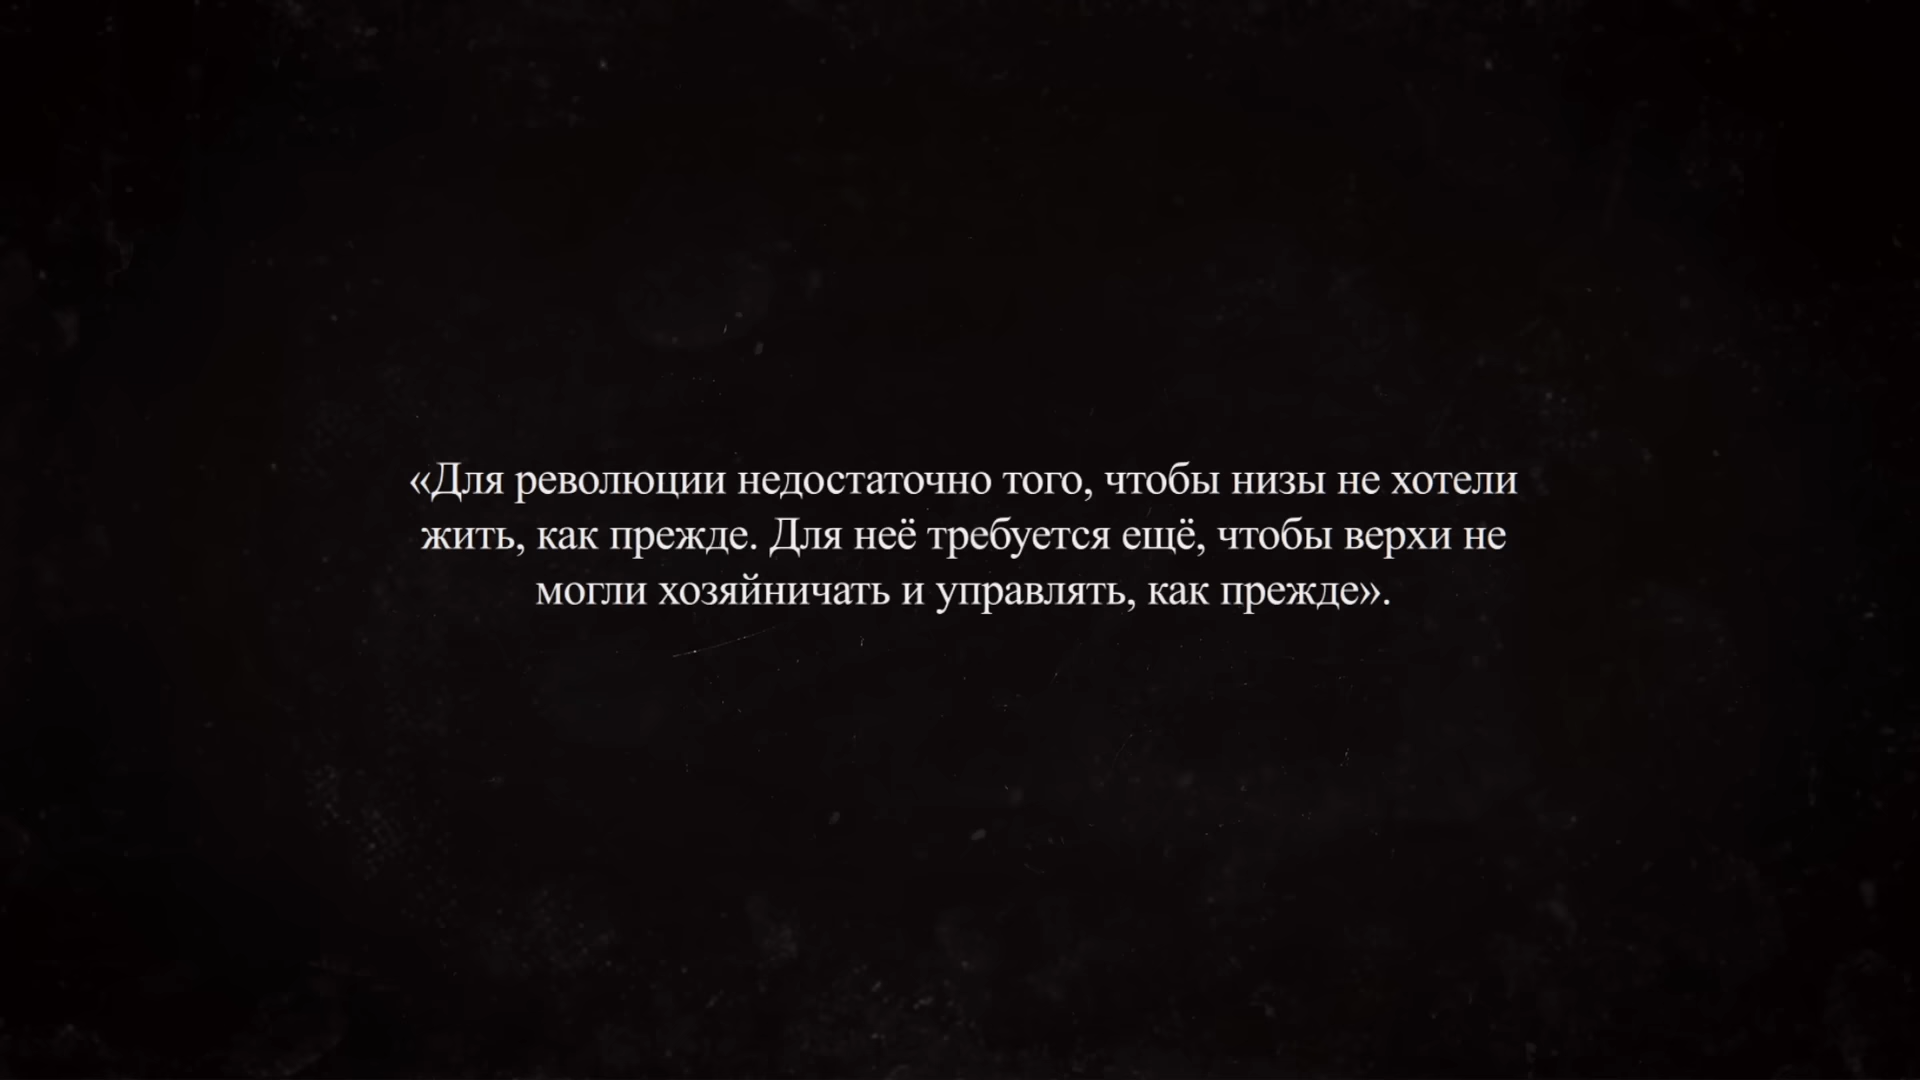 «Для революции недостаточно того, чтобы низы не хотели
жить, как прежде. Для неё требуется ещё, чтобы верхи не
могли хозяйничать и управлять, как прежде».